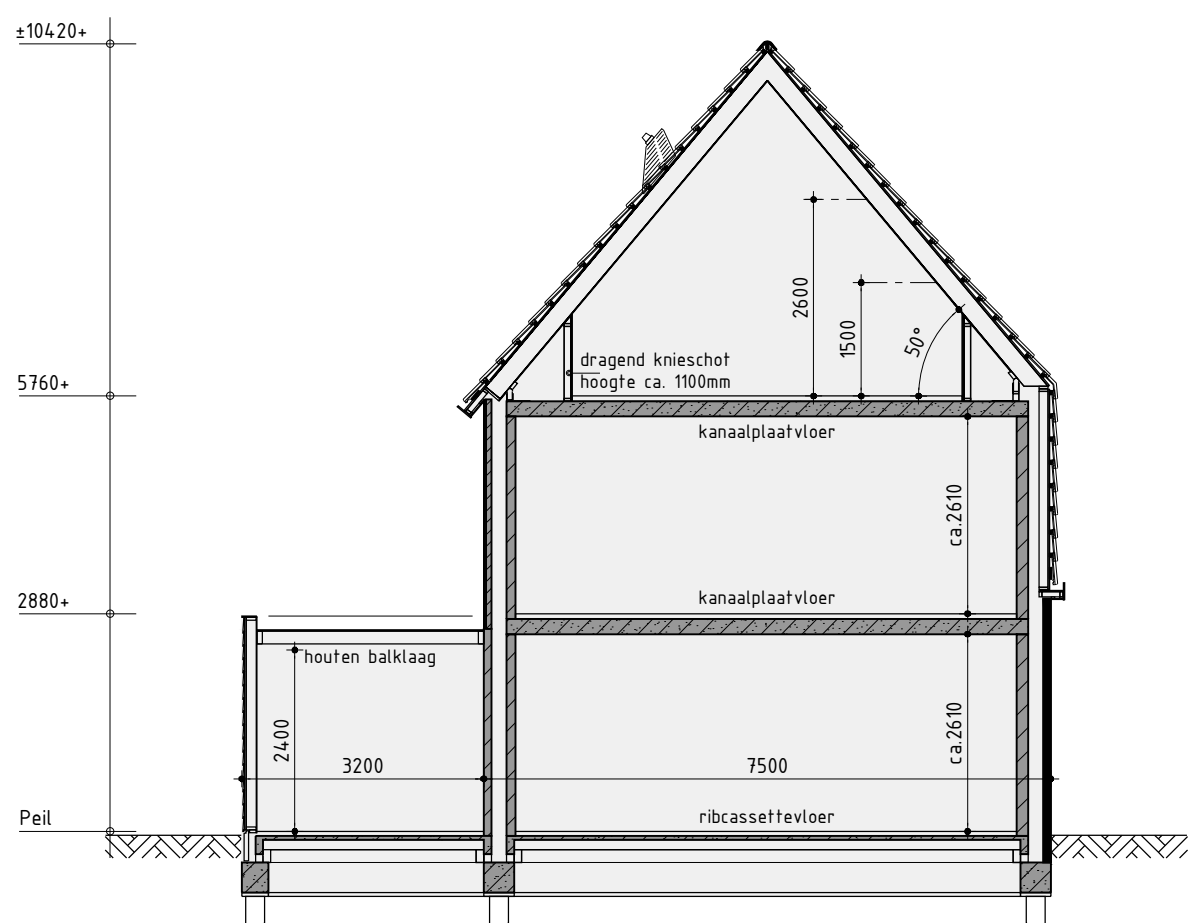 ±10420+
2600
1500
50°
dragend knieschot
hoogte ca. 1100mm
5760+
kanaalplaatvloer
ca.2610
kanaalplaatvloer
2880+
houten balklaag
2400
3200
7500
ca.2610
Peil
ribcassettevloer